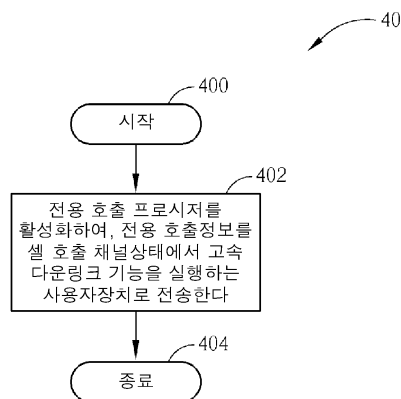 40
400
시작
402
전용 호출 프로시저를
활성화하여, 전용 호출정보를
셀 호출 채널상태에서 고속
다운링크 기능을 실행하는
사용자장치로 전송한다
404
종료